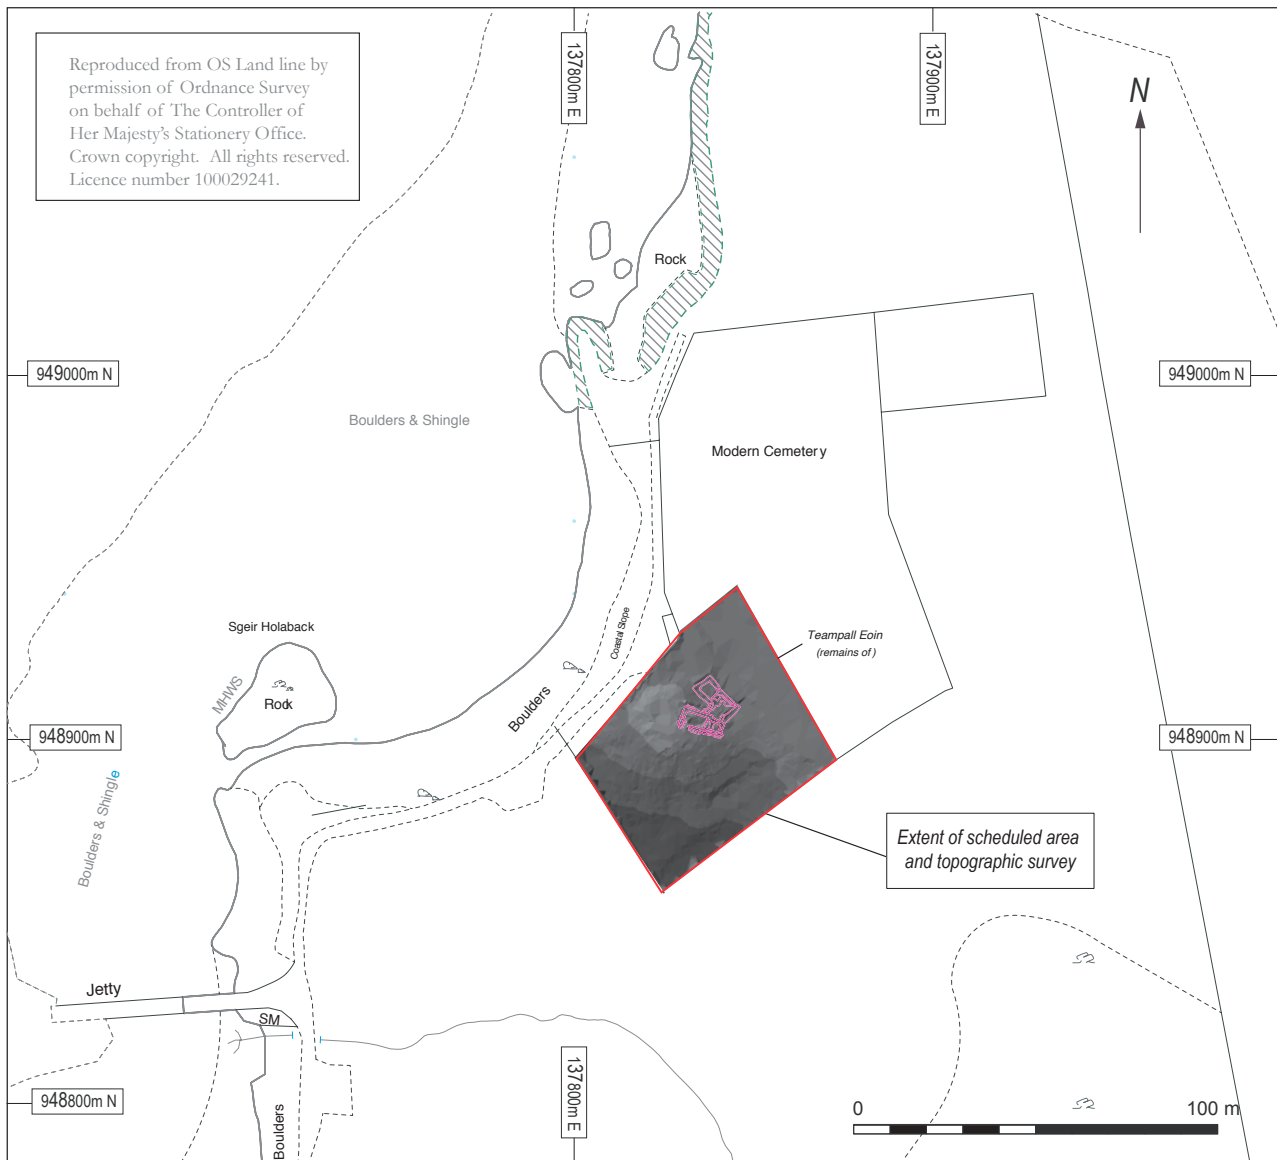 Reproduced from OS Land line by
permission of Ordnance Survey
on behalf of The Controller of
Her Majesty's Stationery Office.
Crown copyright. All rights reserved.
Licence number 100029241.
137800m E
137900m E
N
Rock
949000m N
949000m N
Boulders & Shingle
Modern Cemetery
Sgeir Holaback
MHWS
Rock
Coastal Slope
Boulders
Teampall Eoin
(remains of)
948900m N
948900m N
Boulders & Shingle
Extent of scheduled area
and topographic survey
Jetty
SM
948800m N
Boulders
137800m E
0
100 m